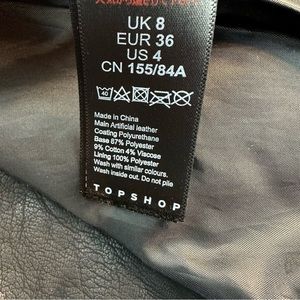 UK 8
EUR 36
US 4
CN 155/84A
40
Made in China
Main Artificial leather
Coating Polyurethane
Base 87% Polyester
9% Cotton 4% Viscose
Lining 100% Polyester
Wash with similar colours.
Wash inside out. Do not pile
TOPSHOP